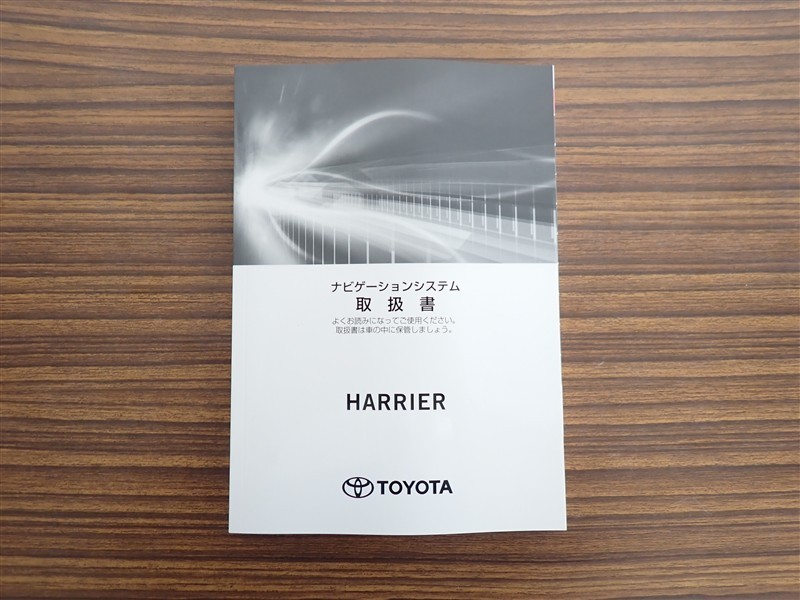 ナビゲーションシステム
取扱書
よくお読みになってご使用ください。
取扱書は車の中に保管しましょう。
HARRIER
TOYOTA